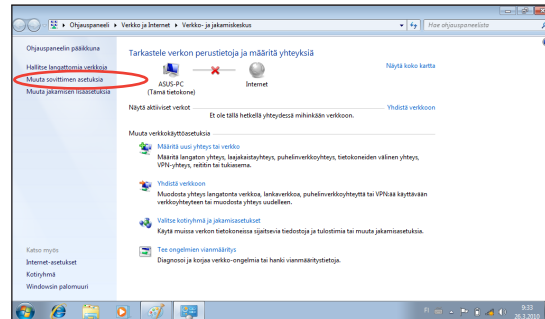 Ohjauspaneeli ▸ Verkko ja Internet ▸ Verkko- ja jakamiskeskus
Hae ohjauspaneelista
Ohjauspaneelin pääikkuna
Hallitse langattomia verkkoja
Muuta sovittimen asetuksia
Muuta jakamisen lisäasetuksia
Tarkastele verkon perustietoja ja määritä yhteyksiä
Näytä koko kartta
ASUS-PC
(Tämä tietokone)
Internet
Näytä aktiiviset verkot
Yhdistä verkkoon
Et ole tällä hetkellä yhteydessä mihinkään verkkoon.
Muuta verkkokäyttöasetuksia
Määritä uusi yhteys tai verkko
Määritä langaton yhteys, laajakaistayhteys, puhelinverkkoyhteys, tietokoneiden välinen yhteys,
VPN-yhteys, reititin tai tukiasema.
Yhdistä verkkoon
Muodosta yhteys langatonta verkkoa, lankaverkkoa, puhelinverkkoyhteyttä tai VPN:ää käyttävään
verkkoyhteyteen tai muodosta yhteys uudelleen.
Valitse kotiryhmä ja jakamisasetukset
Käytä muissa verkon tietokoneissa sijaitsevia tiedostoja ja tulostimia tai muuta jakamisasetuksia.
Tee ongelmien vianmääritys
Diagnosoi ja korjaa verkko-ongelmia tai hanki vianmääritystietoja.
Katso myös
Internet-asetukset
Kotiryhmä
Windowsin palomuuri
9:33
26.3.2010